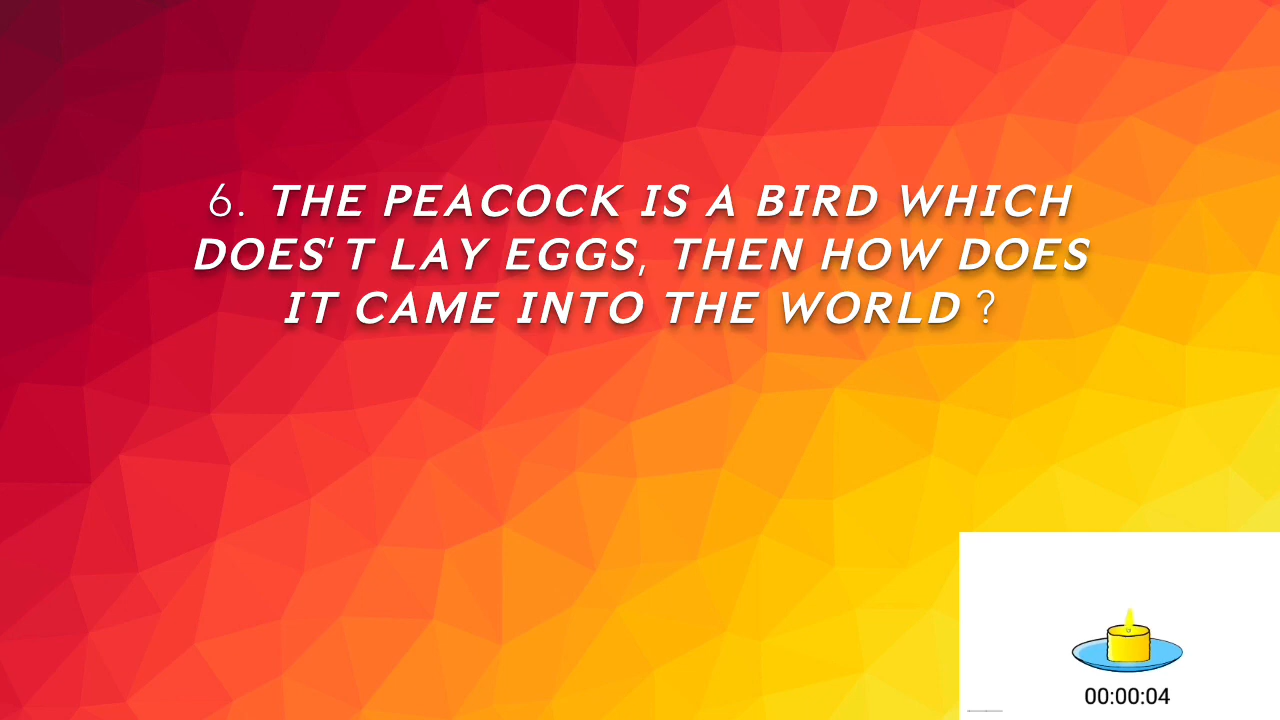 6. THE PEACOCK IS A BIRD WHICH
DOES'T LAY EGGS, THEN HOW DOES
IT CAME INTO THE WORLD ?
00:00:04